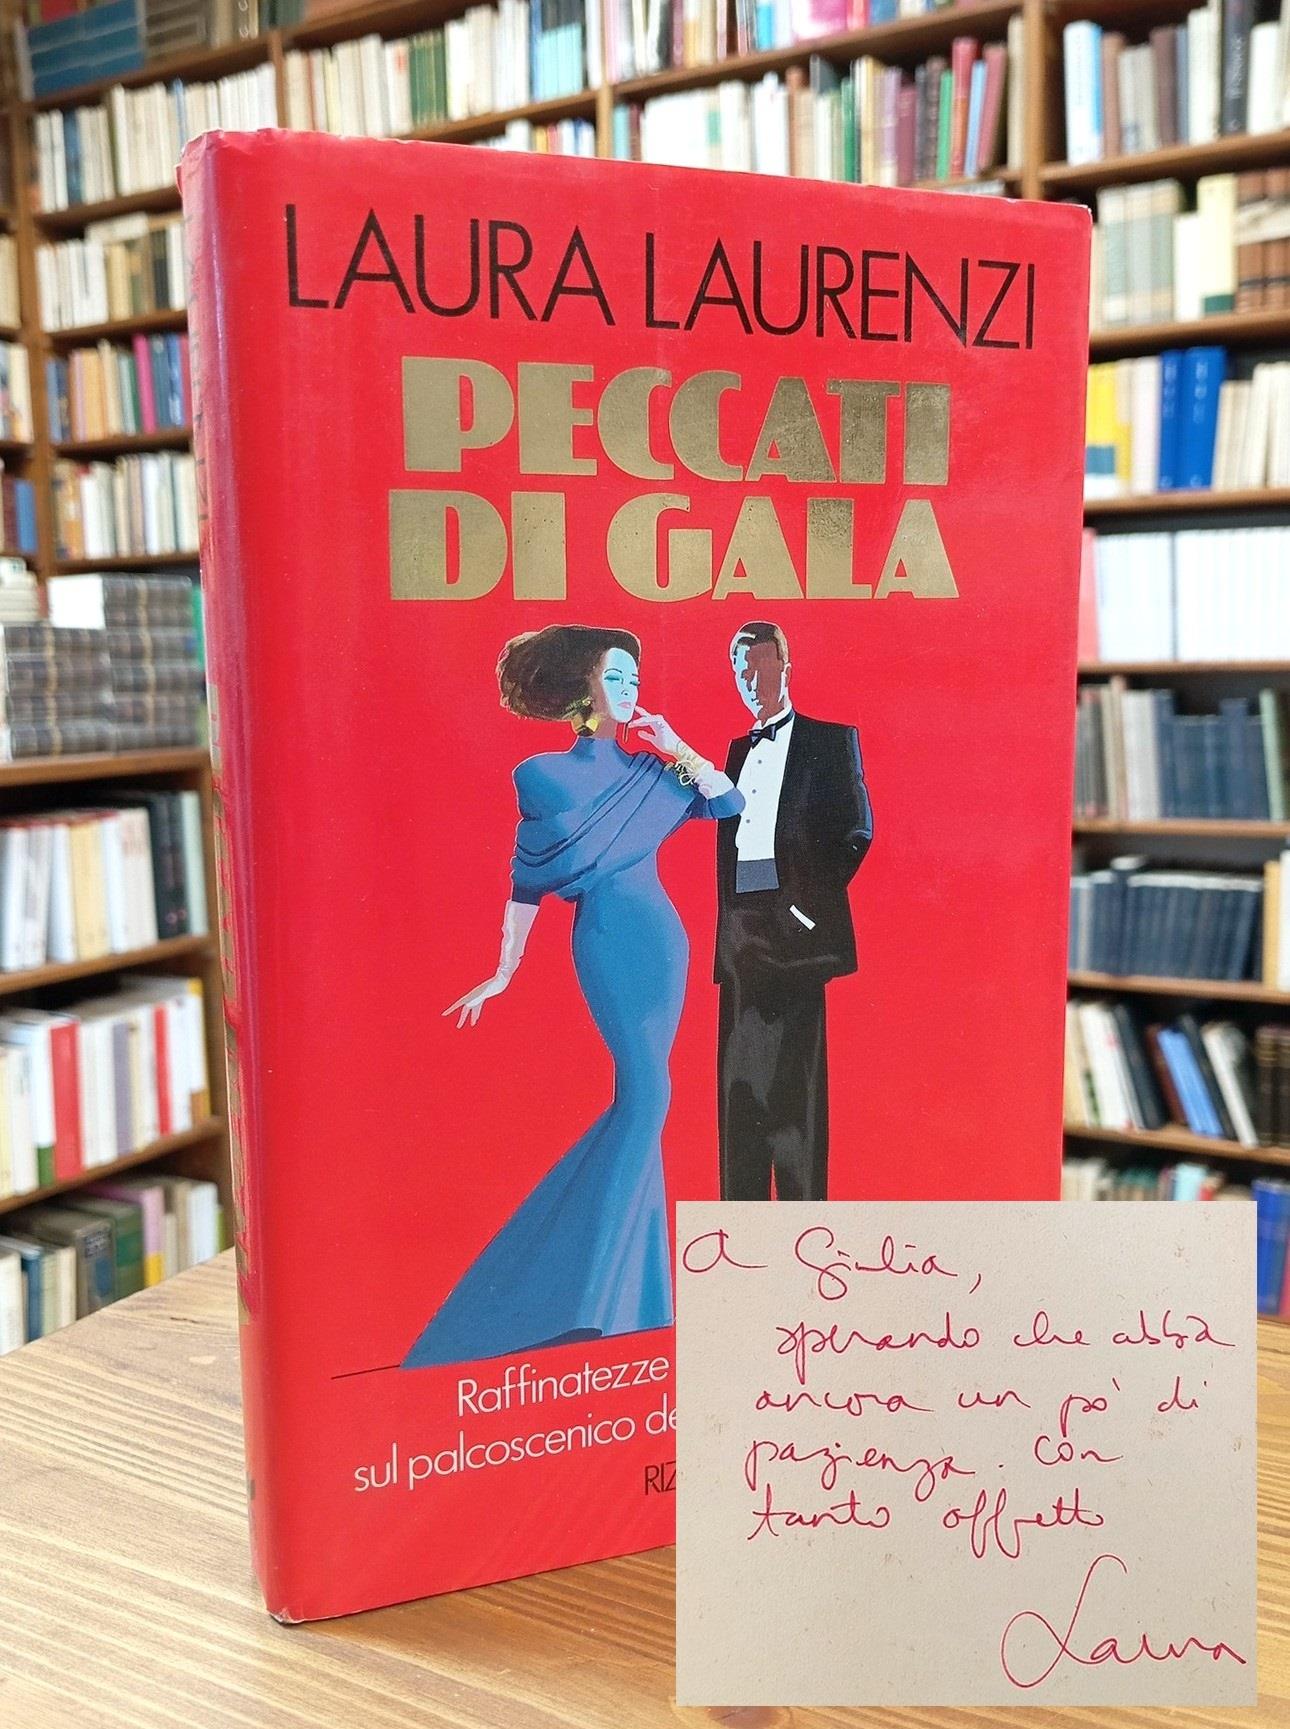 LAURA LAURENZI
PECCATI
DI GALA
Raffinatezze
sul palcoscenico de
RIZ
A Giulia,
sperando che abbia
ancora un pò di
pazienza. Con
tanto affetto
Laura